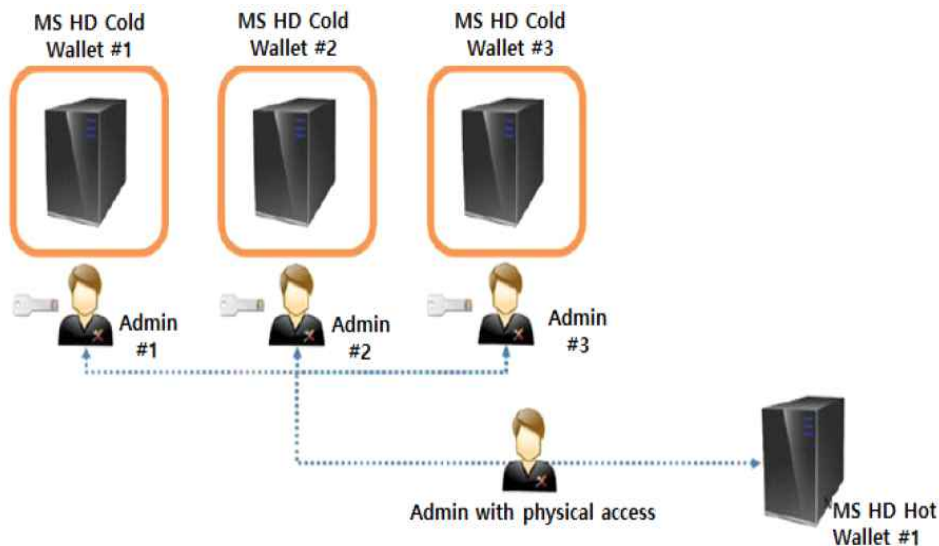 MS HD Cold
Wallet #1
MS HD Cold
Wallet #2
MS HD Cold
Wallet #3
Admin
#1
Admin
#2
Admin
#3
Admin with physical access
MS HD Hot
Wallet #1